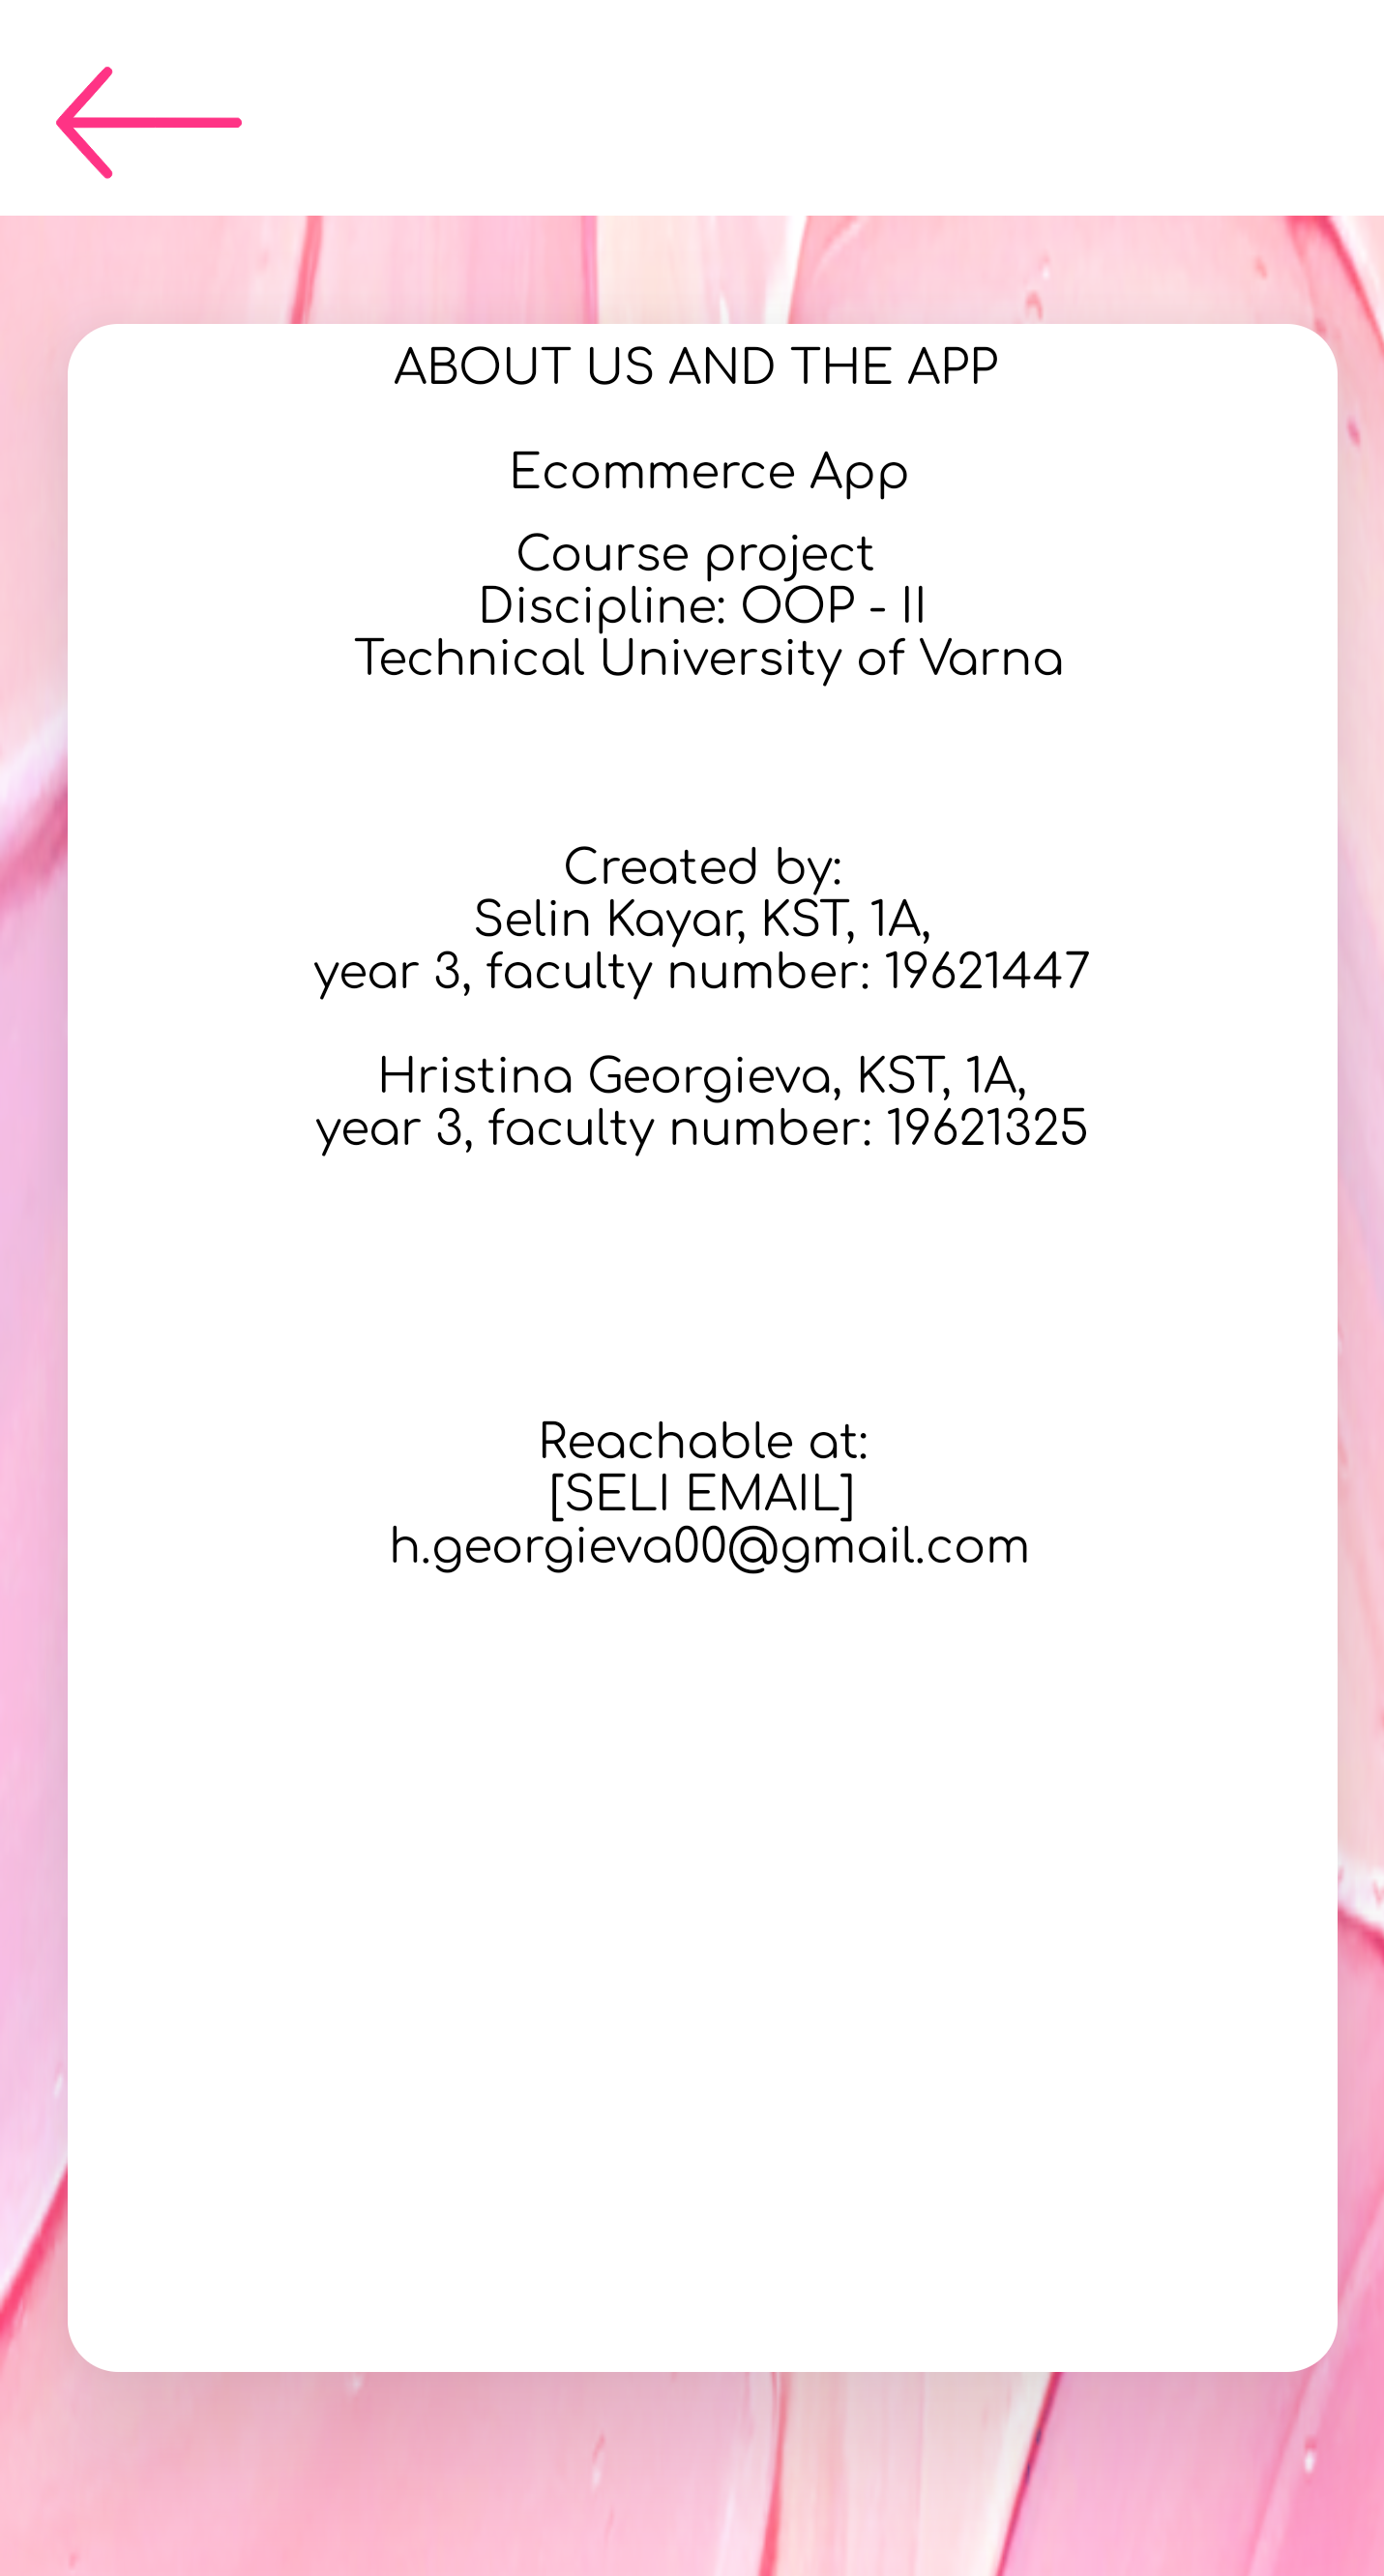 ABOUT US AND THE APP
Ecommerce App
Course project
Discipline: OOP - II
Technical University of Varna
Created by:
Selin Kayar, KST, 1A,
year 3, faculty number: 19621447
Hristina Georgieva, KST, 1A,
year 3, faculty number: 19621325
Reachable at:
[SELI EMAIL]
h.georgieva00@gmail.com